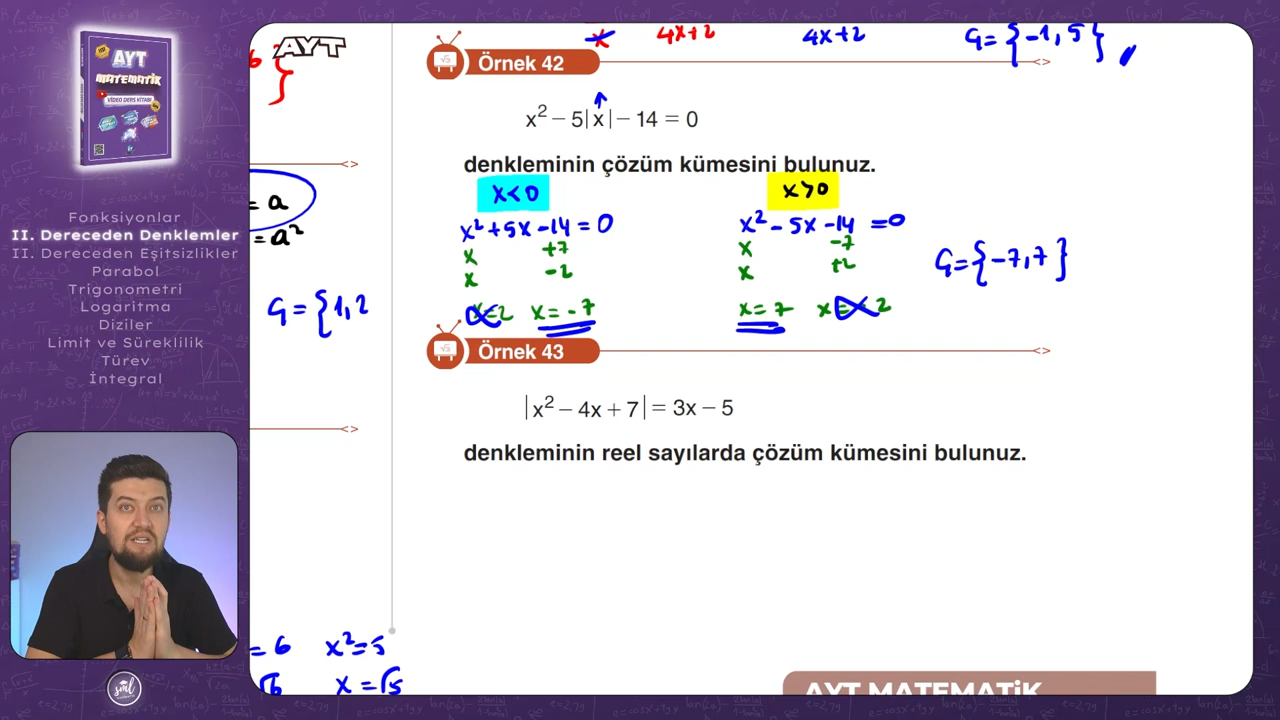 AYT
MATEMATİK
VİDEO DERS KİTABI
Fonksiyonlar
II. Dereceden Denklemler
II. Dereceden Eşitsizlikler
Parabol
Trigonometri
Logaritma
Diziler
Limit ve Süreklilik
Türev
İntegral
sml
AYT
6 }
= a
= a²
Ç = {1, 2
= 6 x² = 5
√6 x = √5
x 4x+2 4x+2 Ç = {-1, 5}
Örnek 42
x² – 5|x| – 14 = 0
denkleminin çözüm kümesini bulunuz.
x < 0 x > 0
x² + 5x - 14 = 0 x² - 5x - 14 = 0
x +7 x -7
x -2 x +2
Ç = {-7, 7}
x = 2 x = -7 x = 7 x = -2
Örnek 43
|x² – 4x + 7| = 3x – 5
denkleminin reel sayılarda çözüm kümesini bulunuz.
AYT MATEMATİK